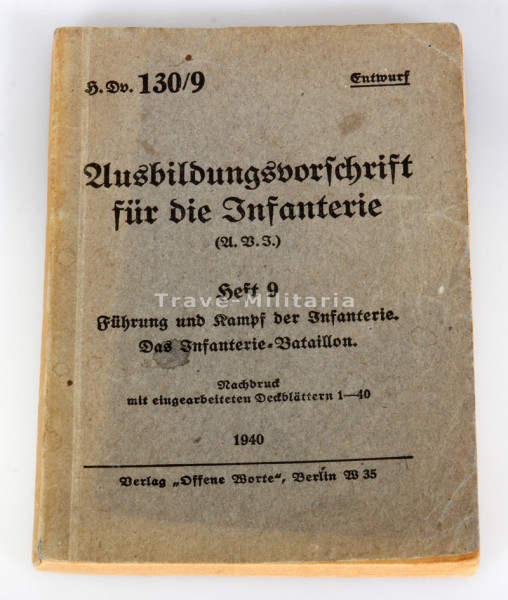 H. Dv. 130/9
Entwurf
Ausbildungsvorschrift
für die Infanterie
(A. V. I.)
Heft 9
Trave-Militaria
Führung und Kampf der Infanterie.
Das Infanterie-Bataillon.
Nachdruck
mit eingearbeiteten Deckblättern 1—40
1940
Verlag „Offene Worte“, Berlin W 35